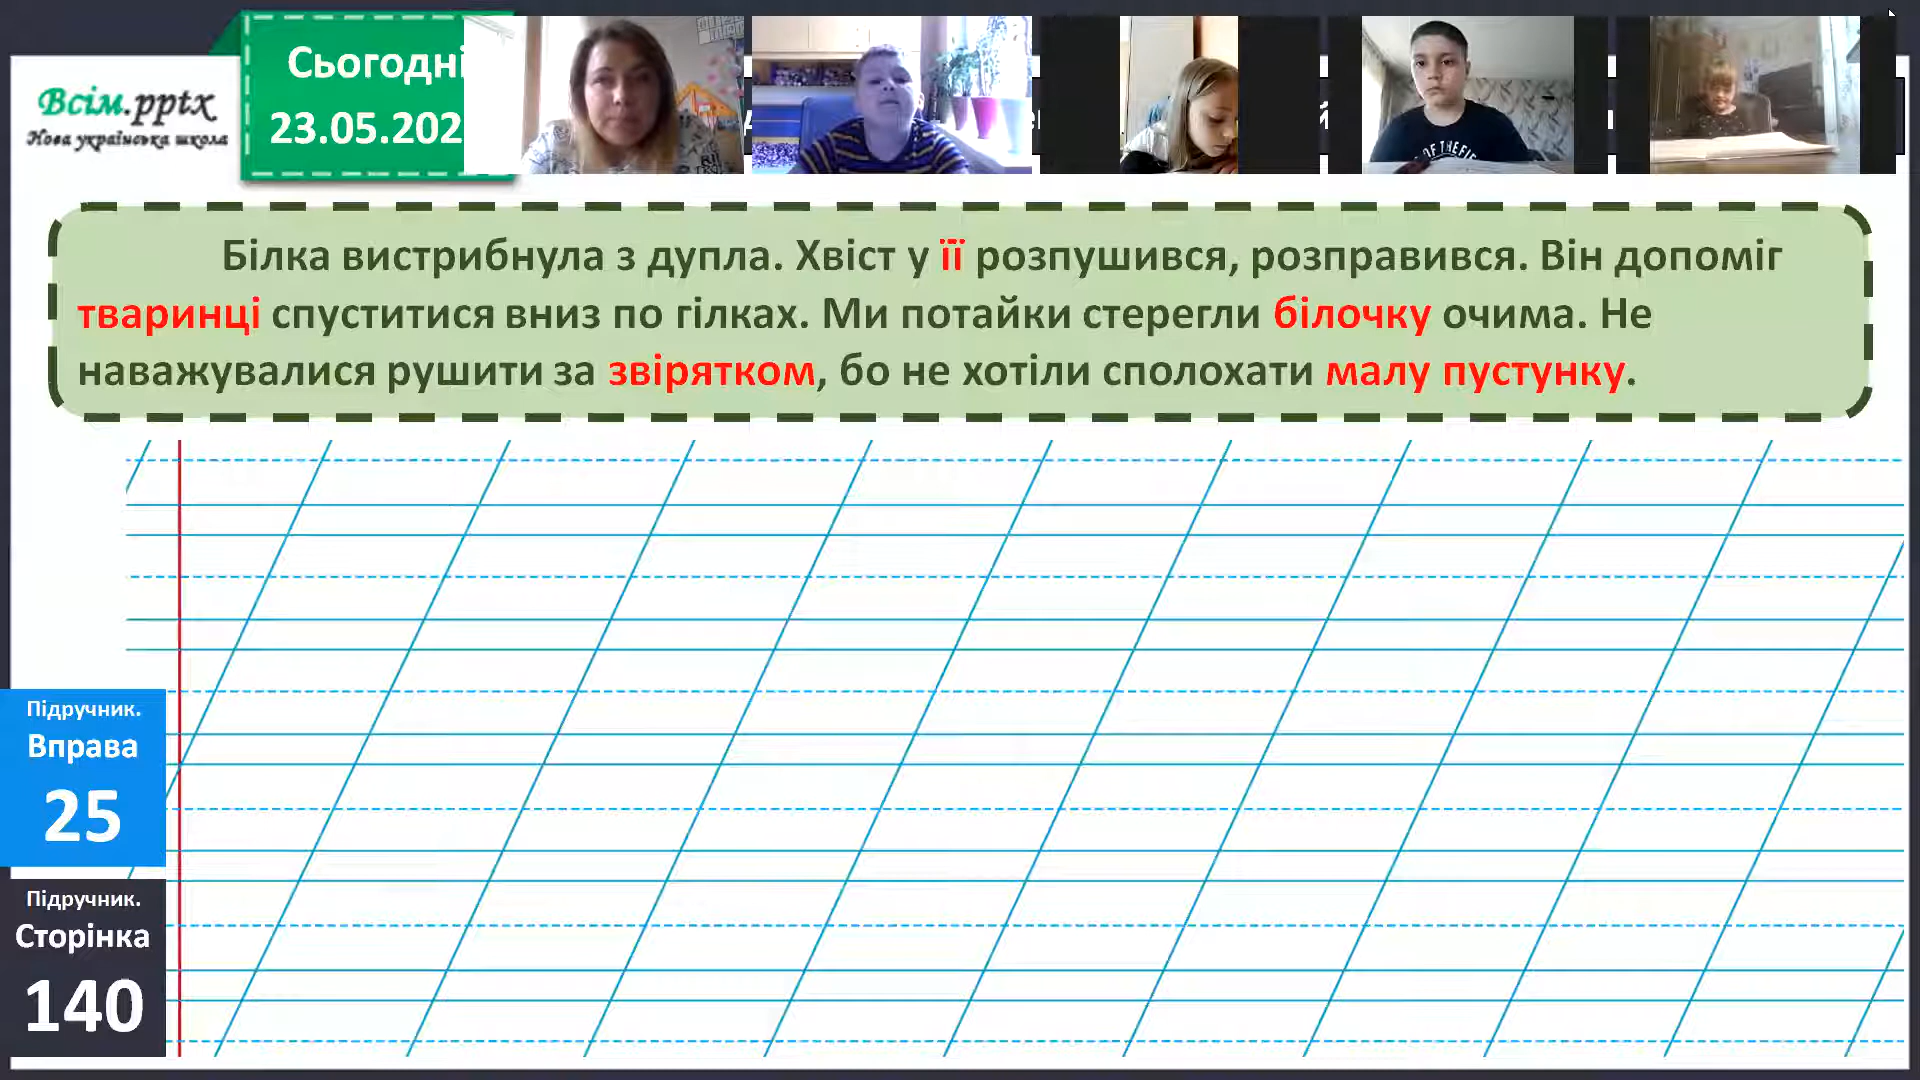 Сьогодні
23.05.202
Всім.pptx
Нова українська школа
Білка вистрибнула з дупла. Хвіст у її розпушився, розправився. Він допоміг
тваринці спуститися вниз по гілках. Ми потайки стерегли білочку очима. Не
наважувалися рушити за звірятком, бо не хотіли сполохати малу пустунку.
Підручник.
Вправа
25
Підручник.
Сторінка
140